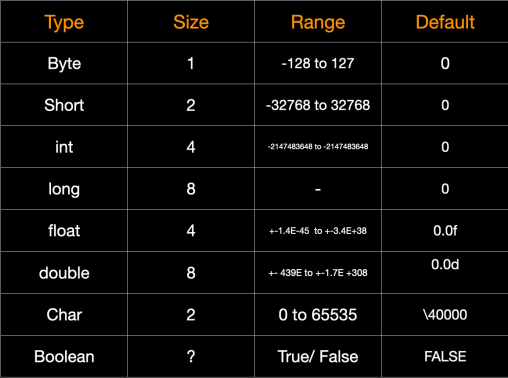 Type Size Range Default
Byte 1 -128 to 127 0
Short 2 -32768 to 32768 0
int 4 -2147483648 to -2147483648 0
long 8 - 0
float 4 +-1.4E-45 to +-3.4E+38 0.0f
double 8 +- 439E to +-1.7E +308 0.0d
Char 2 0 to 65535 \40000
Boolean ? True/ False FALSE